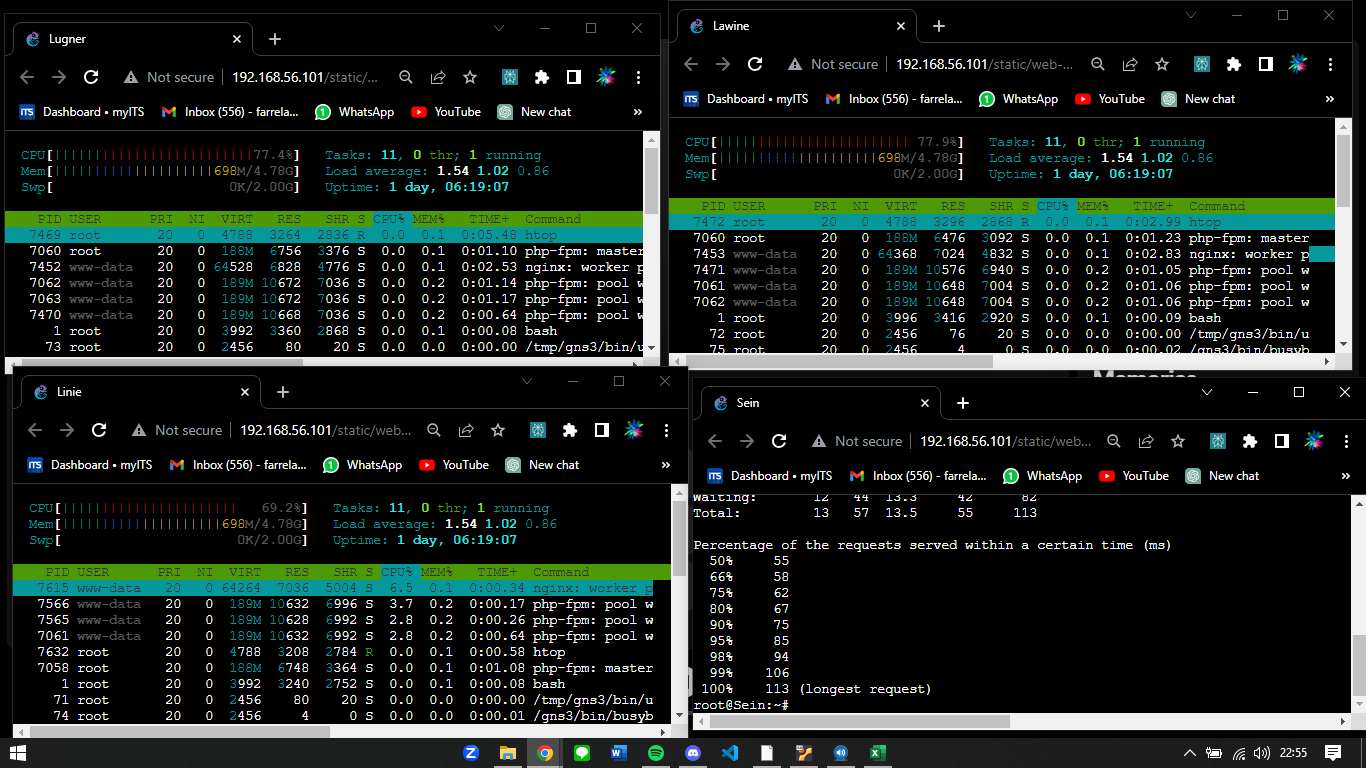 Lugner
Not secure 192.168.56.101/static/...
Dashboard • myITS Inbox (556) - farrela... WhatsApp YouTube New chat »
CPU[||||||||||||||||||||||||77.4%] Tasks: 11, 0 thr; 1 running
Mem[||||||||||||||||||||698M/4.78G] Load average: 1.54 1.02 0.86
Swp[ 0K/2.00G] Uptime: 1 day, 06:19:07
PID USER PRI NI VIRT RES SHR S CPU% MEM% TIME+ Command
7469 root 20 0 4788 3264 2836 R 0.0 0.1 0:05.48 htop
7060 root 20 0 188M 6756 3376 S 0.0 0.1 0:01.10 php-fpm: master
7452 www-data 20 0 64528 6828 4776 S 0.0 0.1 0:02.53 nginx: worker p
7062 www-data 20 0 189M 10672 7036 S 0.0 0.2 0:01.14 php-fpm: pool w
7063 www-data 20 0 189M 10672 7036 S 0.0 0.2 0:01.17 php-fpm: pool w
7470 www-data 20 0 189M 10668 7036 S 0.0 0.2 0:00.64 php-fpm: pool w
1 root 20 0 3992 3360 2868 S 0.0 0.1 0:00.08 bash
73 root 20 0 2456 80 20 S 0.0 0.0 0:00.00 /tmp/gns3/bin/u
Lawine
Not secure 192.168.56.101/static/web-...
Dashboard • myITS Inbox (556) - farrela... WhatsApp YouTube New chat »
CPU[|||||||||||||||||||||||| 77.9%] Tasks: 11, 0 thr; 1 running
Mem[||||||||||||||||||||698M/4.78G] Load average: 1.54 1.02 0.86
Swp[ 0K/2.00G] Uptime: 1 day, 06:19:07
PID USER PRI NI VIRT RES SHR S CPU% MEM% TIME+ Command
7472 root 20 0 4788 3296 2868 R 0.0 0.1 0:02.99 htop
7060 root 20 0 188M 6476 3092 S 0.0 0.1 0:01.23 php-fpm: master
7453 www-data 20 0 64368 7024 4832 S 0.0 0.1 0:02.83 nginx: worker p
7471 www-data 20 0 189M 10576 6940 S 0.0 0.2 0:01.05 php-fpm: pool w
7061 www-data 20 0 189M 10648 7004 S 0.0 0.2 0:01.06 php-fpm: pool w
7062 www-data 20 0 189M 10648 7004 S 0.0 0.2 0:01.06 php-fpm: pool w
1 root 20 0 3996 3416 2920 S 0.0 0.1 0:00.09 bash
72 root 20 0 2456 76 20 S 0.0 0.0 0:00.00 /tmp/gns3/bin/u
75 root 20 0 2456 4 0 S 0.0 0.0 0:00.02 /gns3/bin/busyb
Memories
Linie
Not secure 192.168.56.101/static/web...
Dashboard • myITS Inbox (556) - farrela... WhatsApp YouTube New chat »
CPU[|||||||||||||||||||||| 69.2%] Tasks: 11, 0 thr; 1 running
Mem[||||||||||||||||||||698M/4.78G] Load average: 1.54 1.02 0.86
Swp[ 0K/2.00G] Uptime: 1 day, 06:19:07
PID USER PRI NI VIRT RES SHR S CPU% MEM% TIME+ Command
7615 www-data 20 0 64264 7036 5004 S 6.5 0.1 0:00.34 nginx: worker p
7566 www-data 20 0 189M 10632 6996 S 3.7 0.2 0:00.17 php-fpm: pool w
7565 www-data 20 0 189M 10628 6992 S 2.8 0.2 0:00.26 php-fpm: pool w
7061 www-data 20 0 189M 10632 6992 S 2.8 0.2 0:00.64 php-fpm: pool w
7632 root 20 0 4788 3208 2784 R 0.0 0.1 0:00.58 htop
7058 root 20 0 188M 6748 3364 S 0.0 0.1 0:01.08 php-fpm: master
1 root 20 0 3992 3240 2752 S 0.0 0.1 0:00.08 bash
71 root 20 0 2456 80 20 S 0.0 0.0 0:00.00 /tmp/gns3/bin/u
74 root 20 0 2456 4 0 S 0.0 0.0 0:00.01 /gns3/bin/busyb
Sein
Not secure 192.168.56.101/static/web...
Dashboard • myITS Inbox (556) - farrela... WhatsApp YouTube New chat »
Waiting: 12 44 13.3 42 82
Total: 13 57 13.5 55 113
Percentage of the requests served within a certain time (ms)
50% 55
66% 58
75% 62
80% 67
90% 75
95% 85
98% 94
99% 106
100% 113 (longest request)
root@Sein:~#
22:55